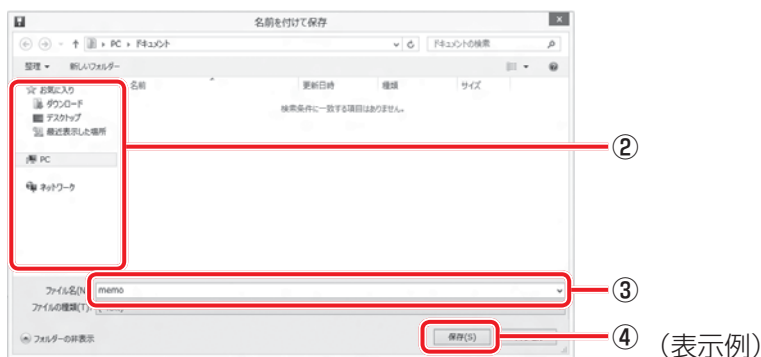 名前を付けて保存
PC ▸ ドキュメント
ドキュメントの検索
整理 ▼ 新しいフォルダー
名前 更新日時 種類 サイズ
検索条件に一致する項目はありません。
お気に入り
ダウンロード
デスクトップ
最近表示した場所
PC
ネットワーク
②
ファイル名(N): memo
③
ファイルの種類(T):
フォルダーの非表示
保存(S)
④ (表示例)